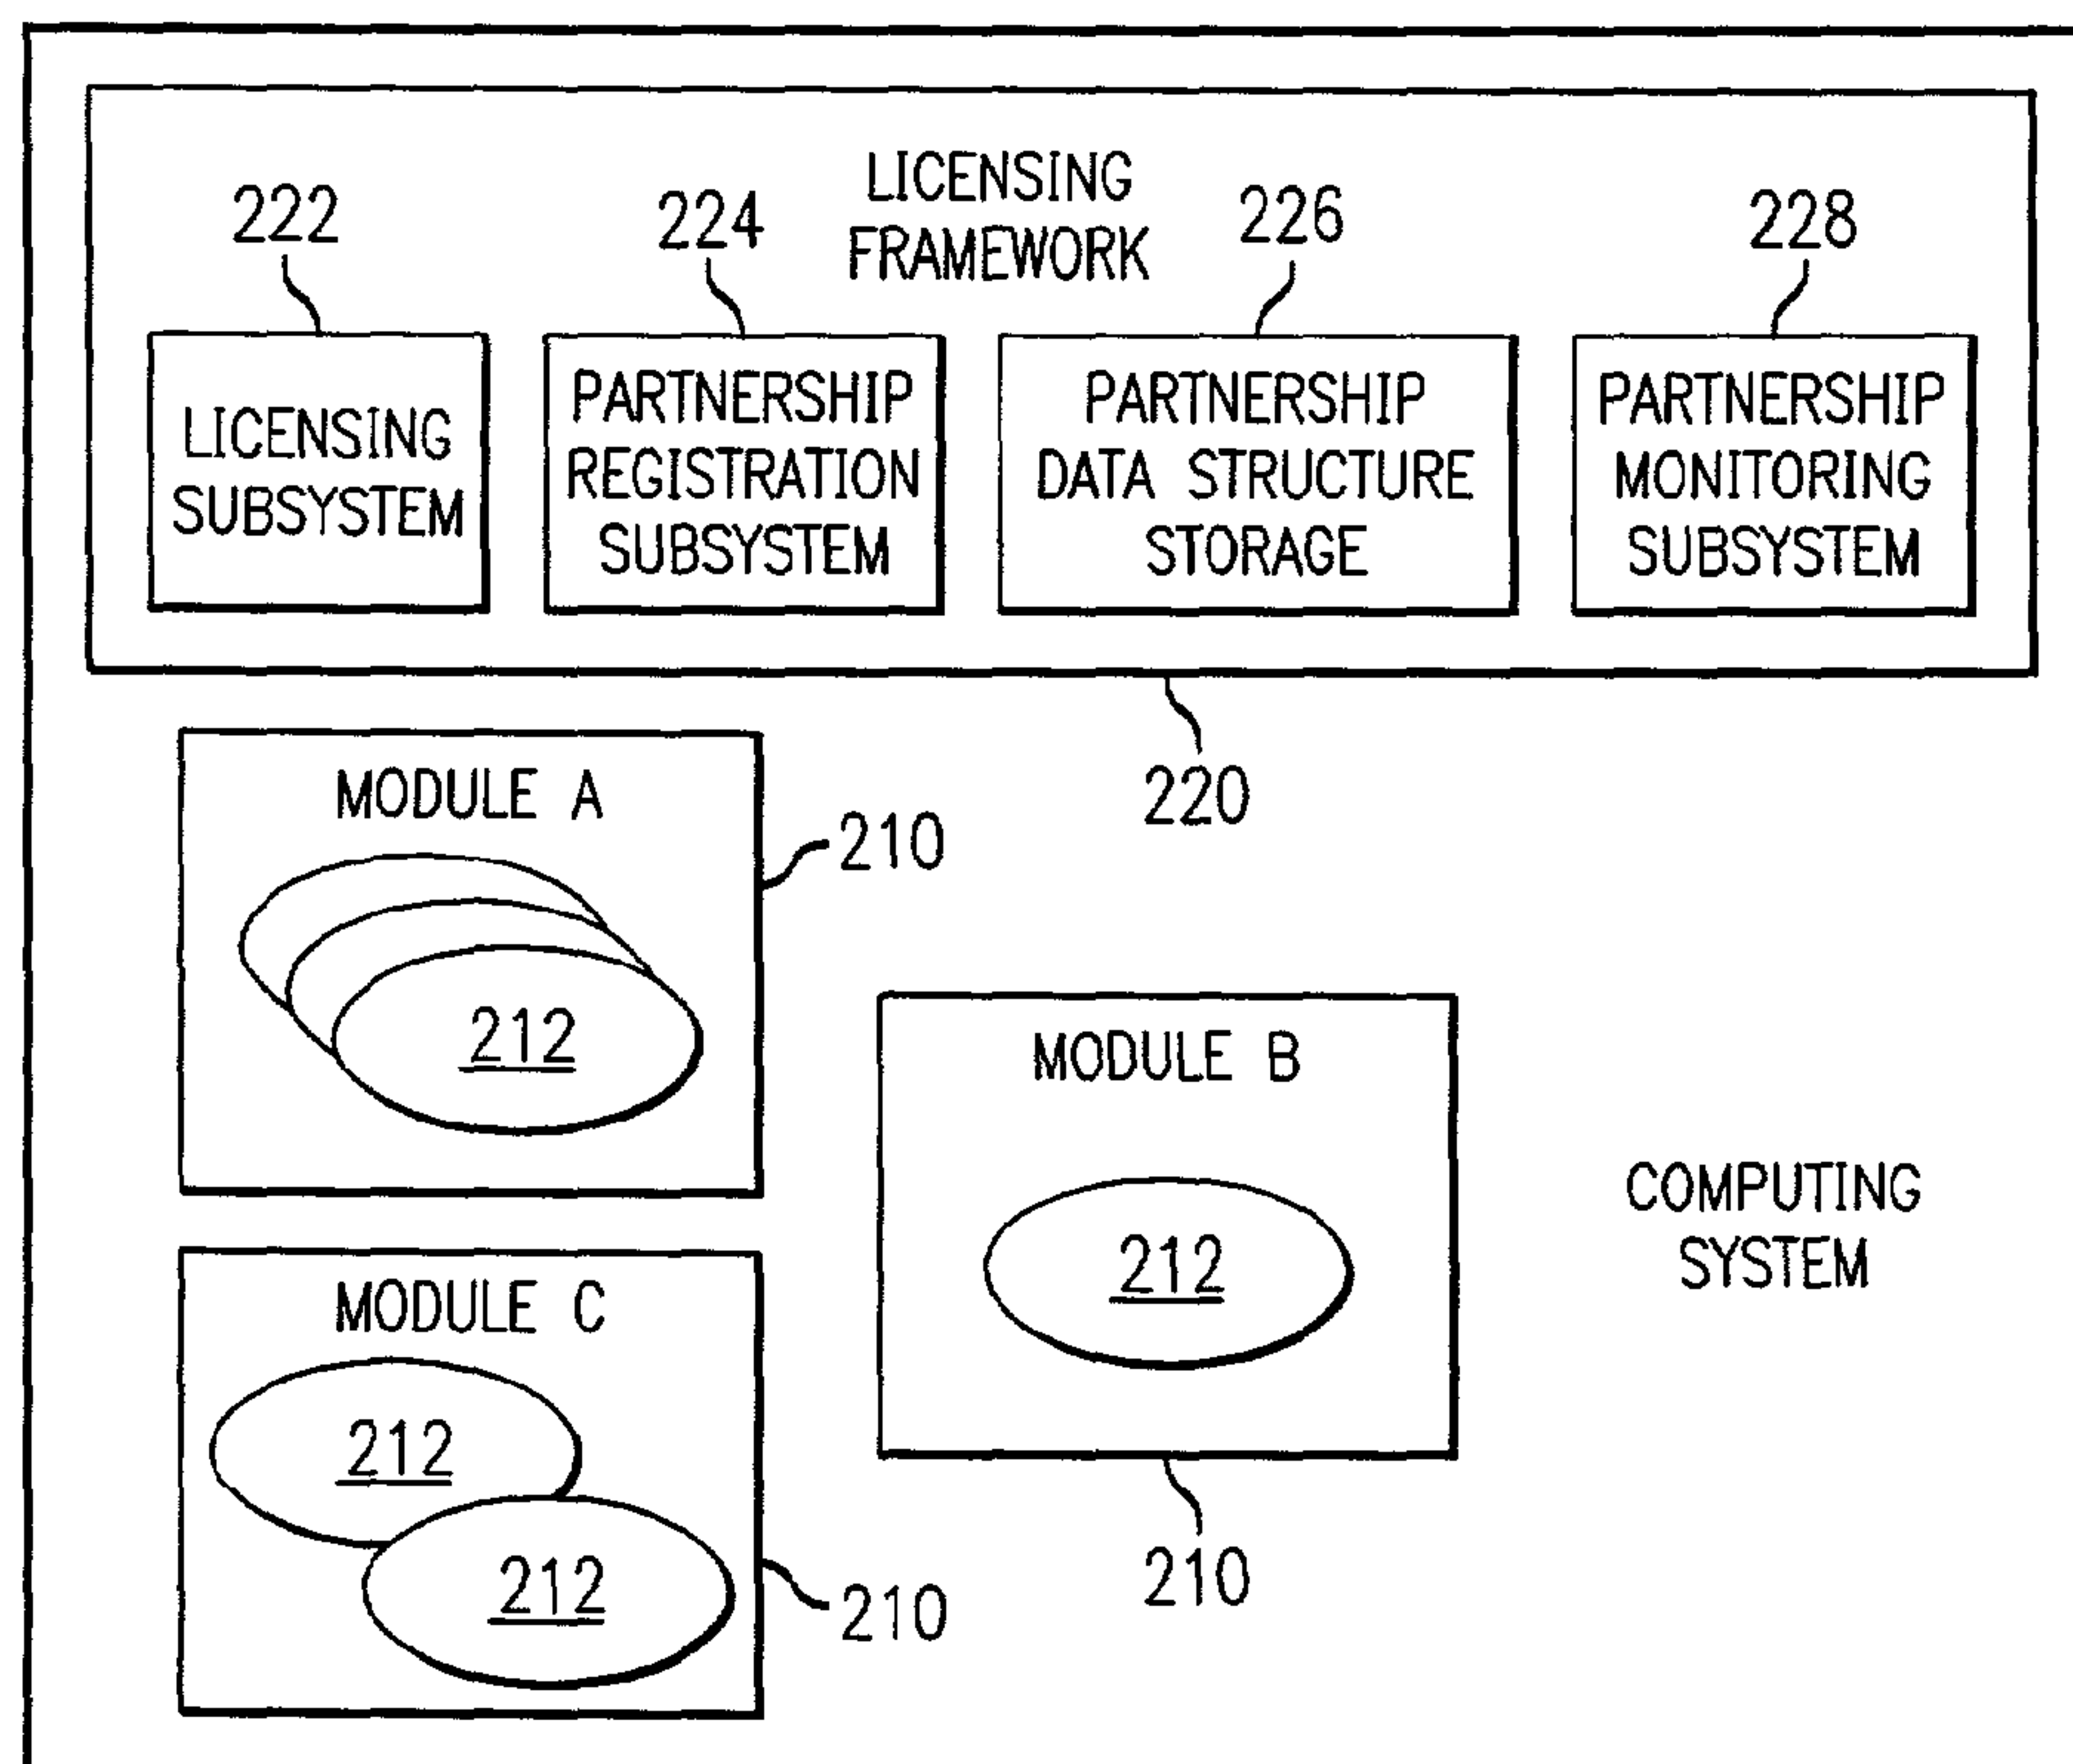 LICENSING
FRAMEWORK
222
224
226
228
LICENSING
SUBSYSTEM
PARTNERSHIP
REGISTRATION
SUBSYSTEM
PARTNERSHIP
DATA STRUCTURE
STORAGE
PARTNERSHIP
MONITORING
SUBSYSTEM
220
MODULE A
210
212
MODULE B
212
210
COMPUTING
SYSTEM
MODULE C
212
212
210